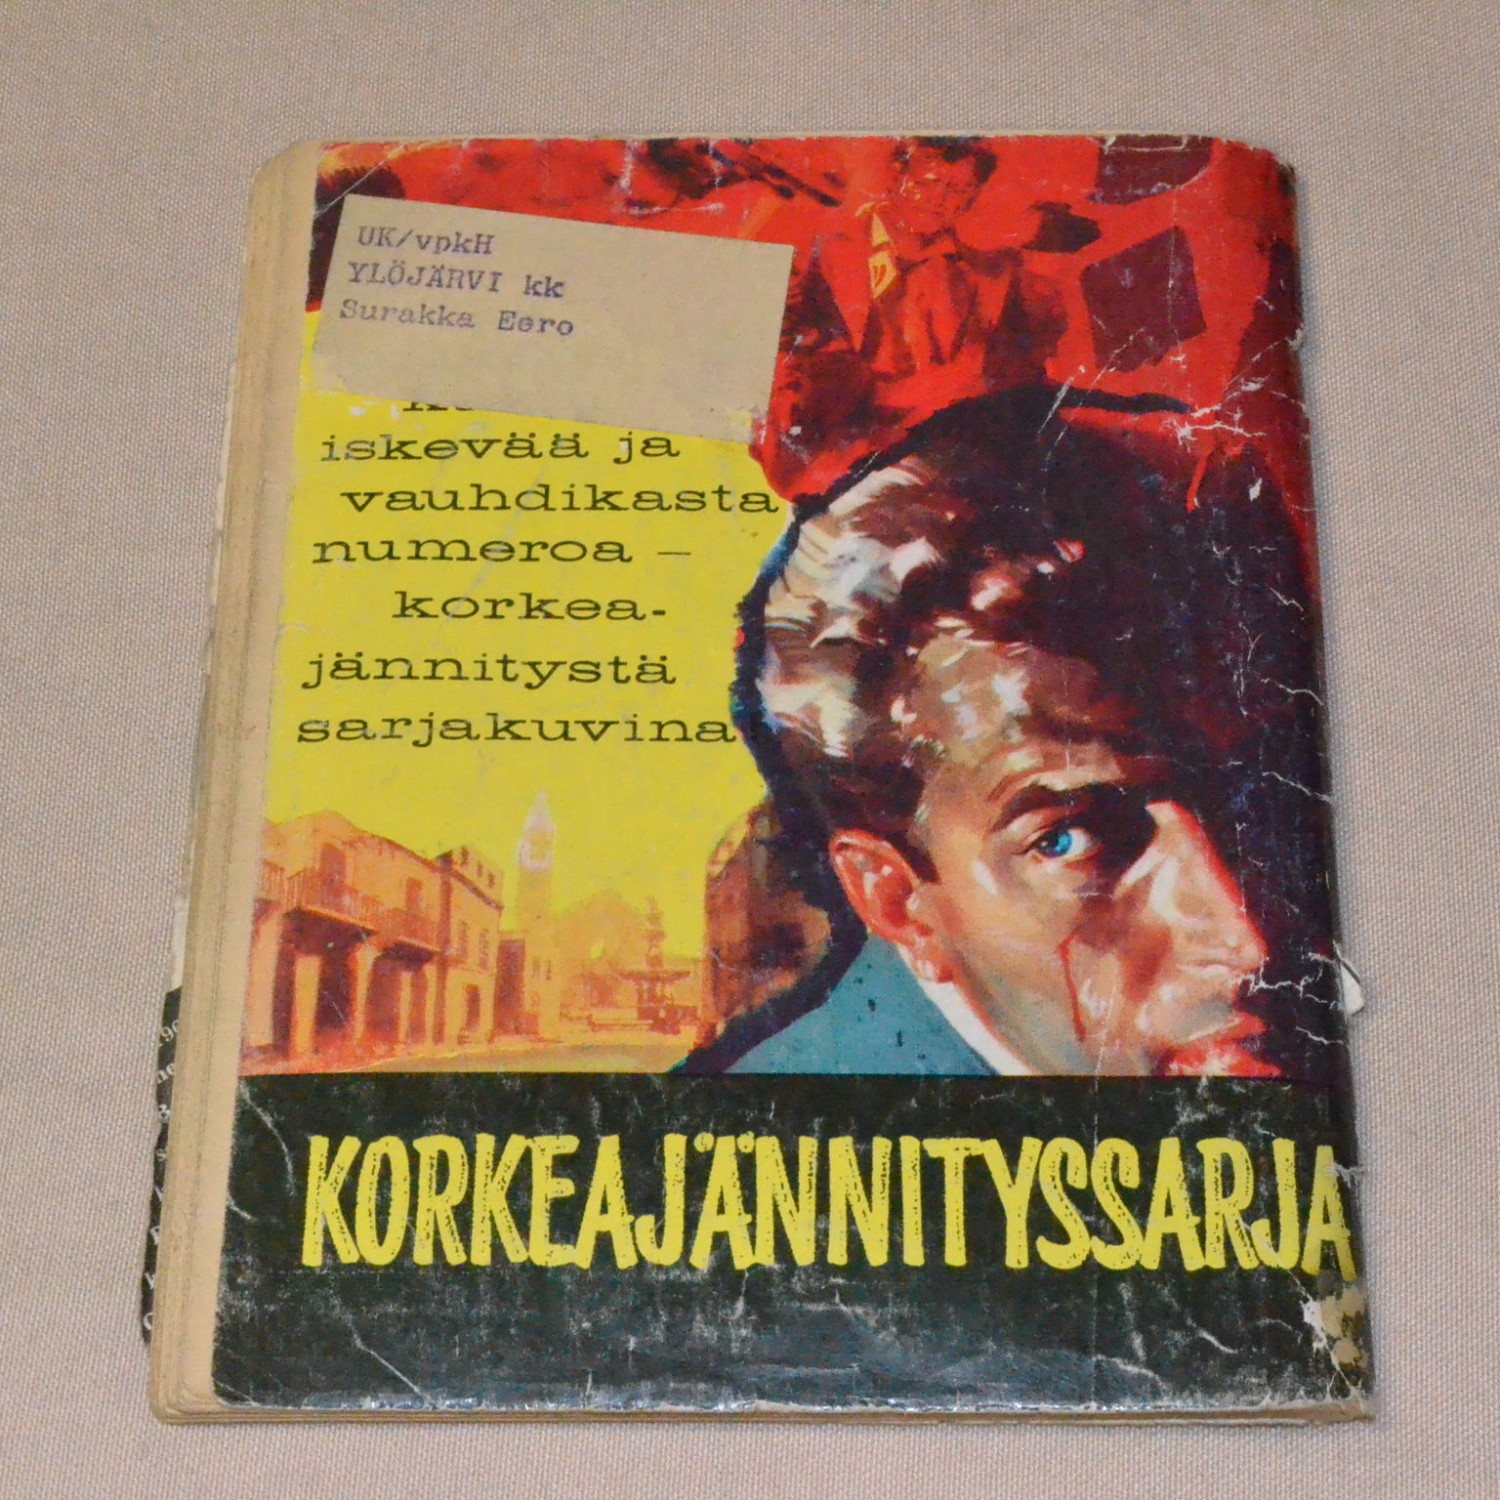 UK/vpkH
YLÖJÄRVI kk
Surakka Eero
iskevää ja
vauhdikasta
numeroa –
korkea-
jännitystä
sarjakuvina
KORKEAJÄNNITYSSARJA